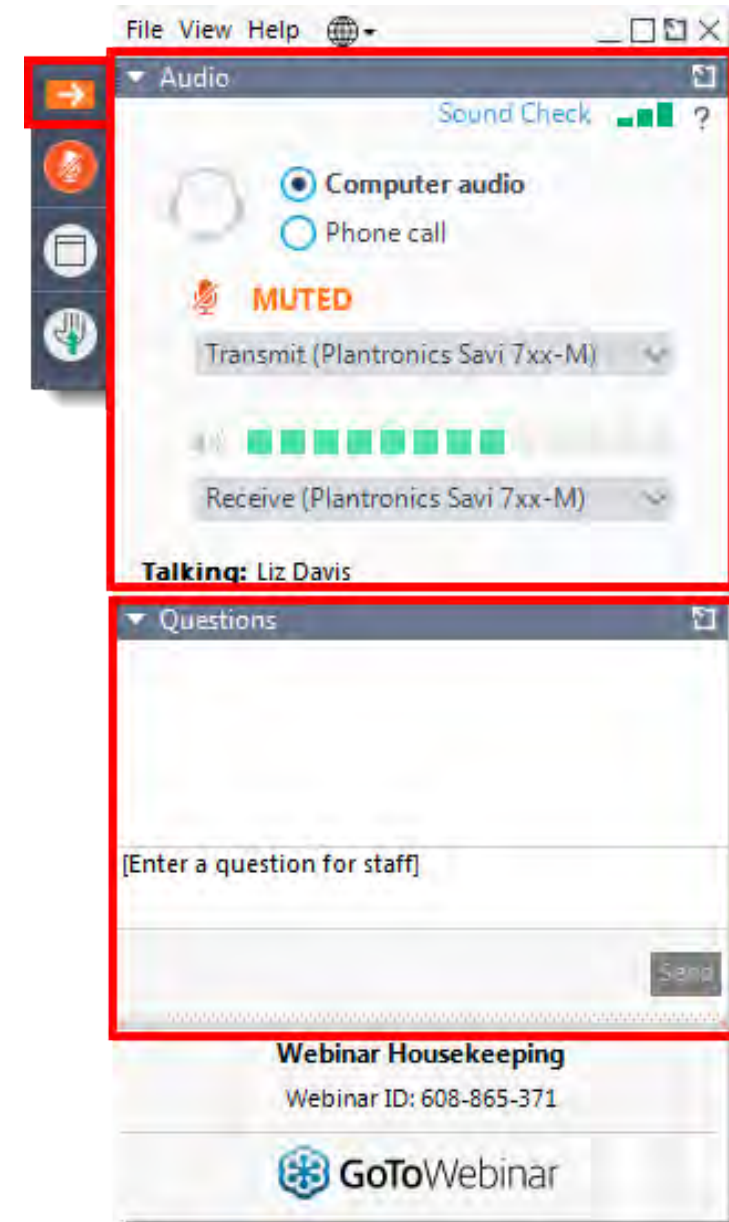 File View Help
Audio
Sound Check ?
Computer audio
Phone call
MUTED
Transmit (Plantronics Savi 7xx-M)
Receive (Plantronics Savi 7xx-M)
Talking: Liz Davis
Questions
[Enter a question for staff]
Send
Webinar Housekeeping
Webinar ID: 608-865-371
GoToWebinar